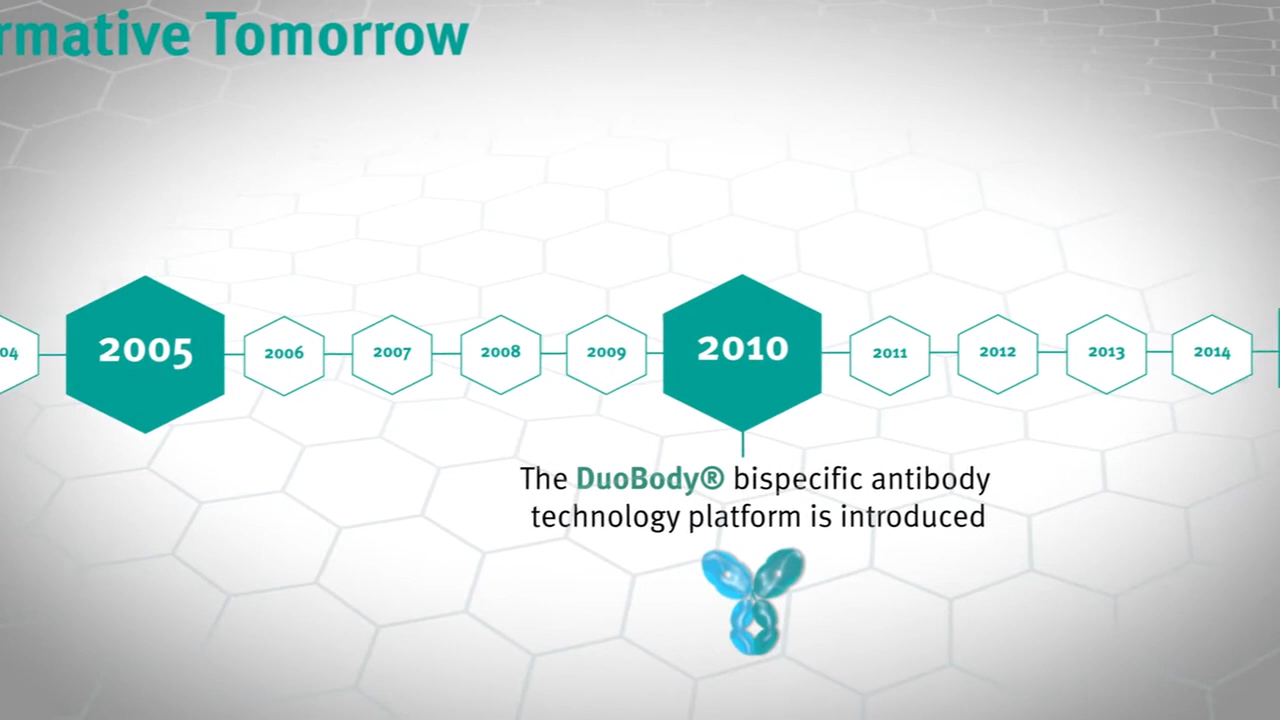 rmative Tomorrow
04 2005 2006 2007 2008 2009 2010 2011 2012 2013 2014
The DuoBody® bispecific antibody
technology platform is introduced